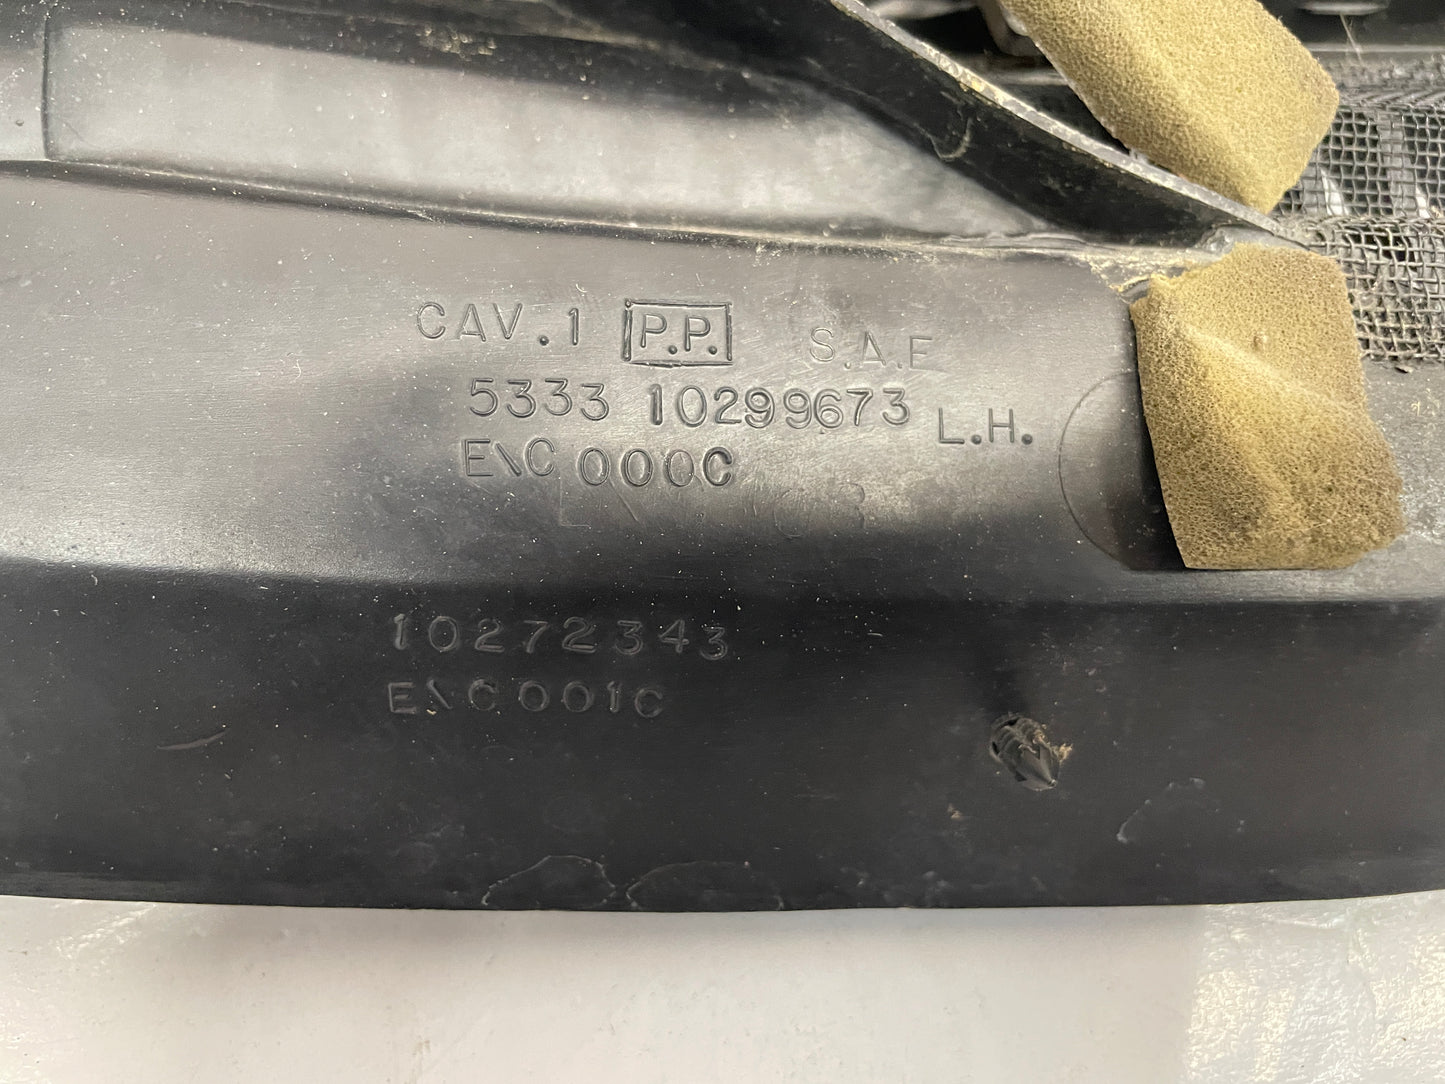 CAV.1 P.P. S.A.E
5333 10299673 L.H.
E\C 000C
10272343
E\C 001C